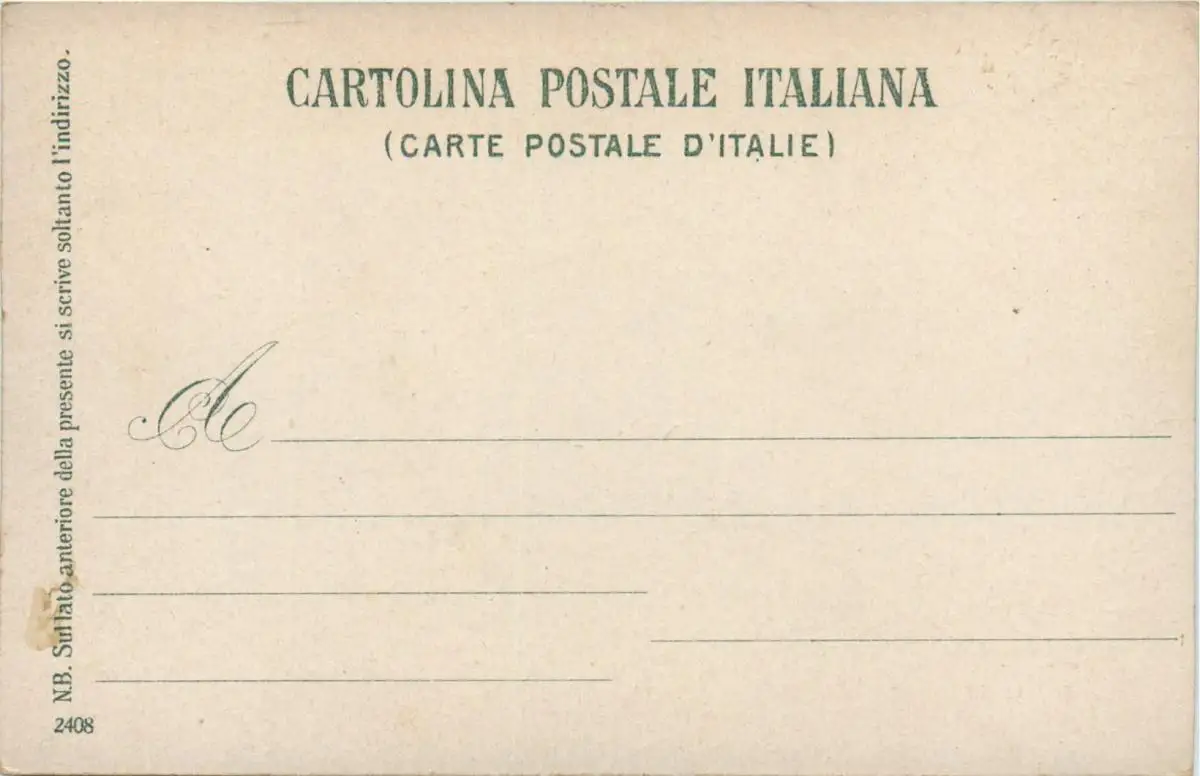 CARTOLINA POSTALE ITALIANA
(CARTE POSTALE D'ITALIE)
N.B. Sul lato anteriore della presente si scrive soltanto l'indirizzo.
A
2408